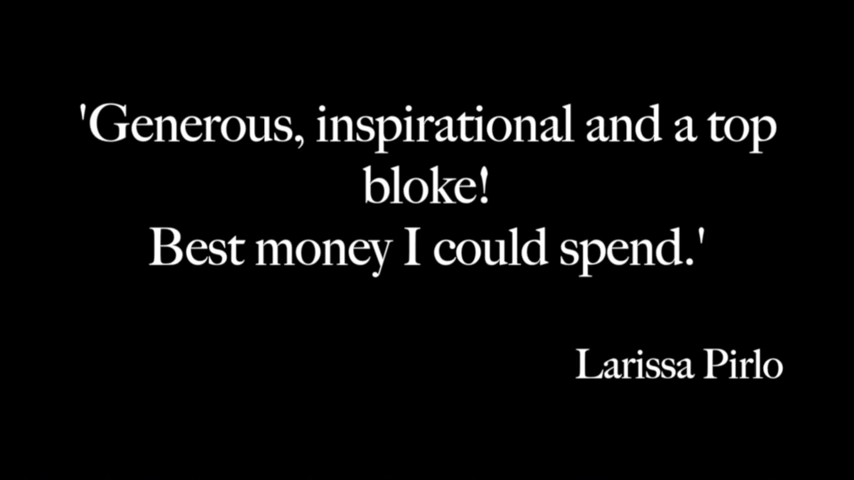 'Generous, inspirational and a top
bloke!
Best money I could spend.'
Larissa Pirlo